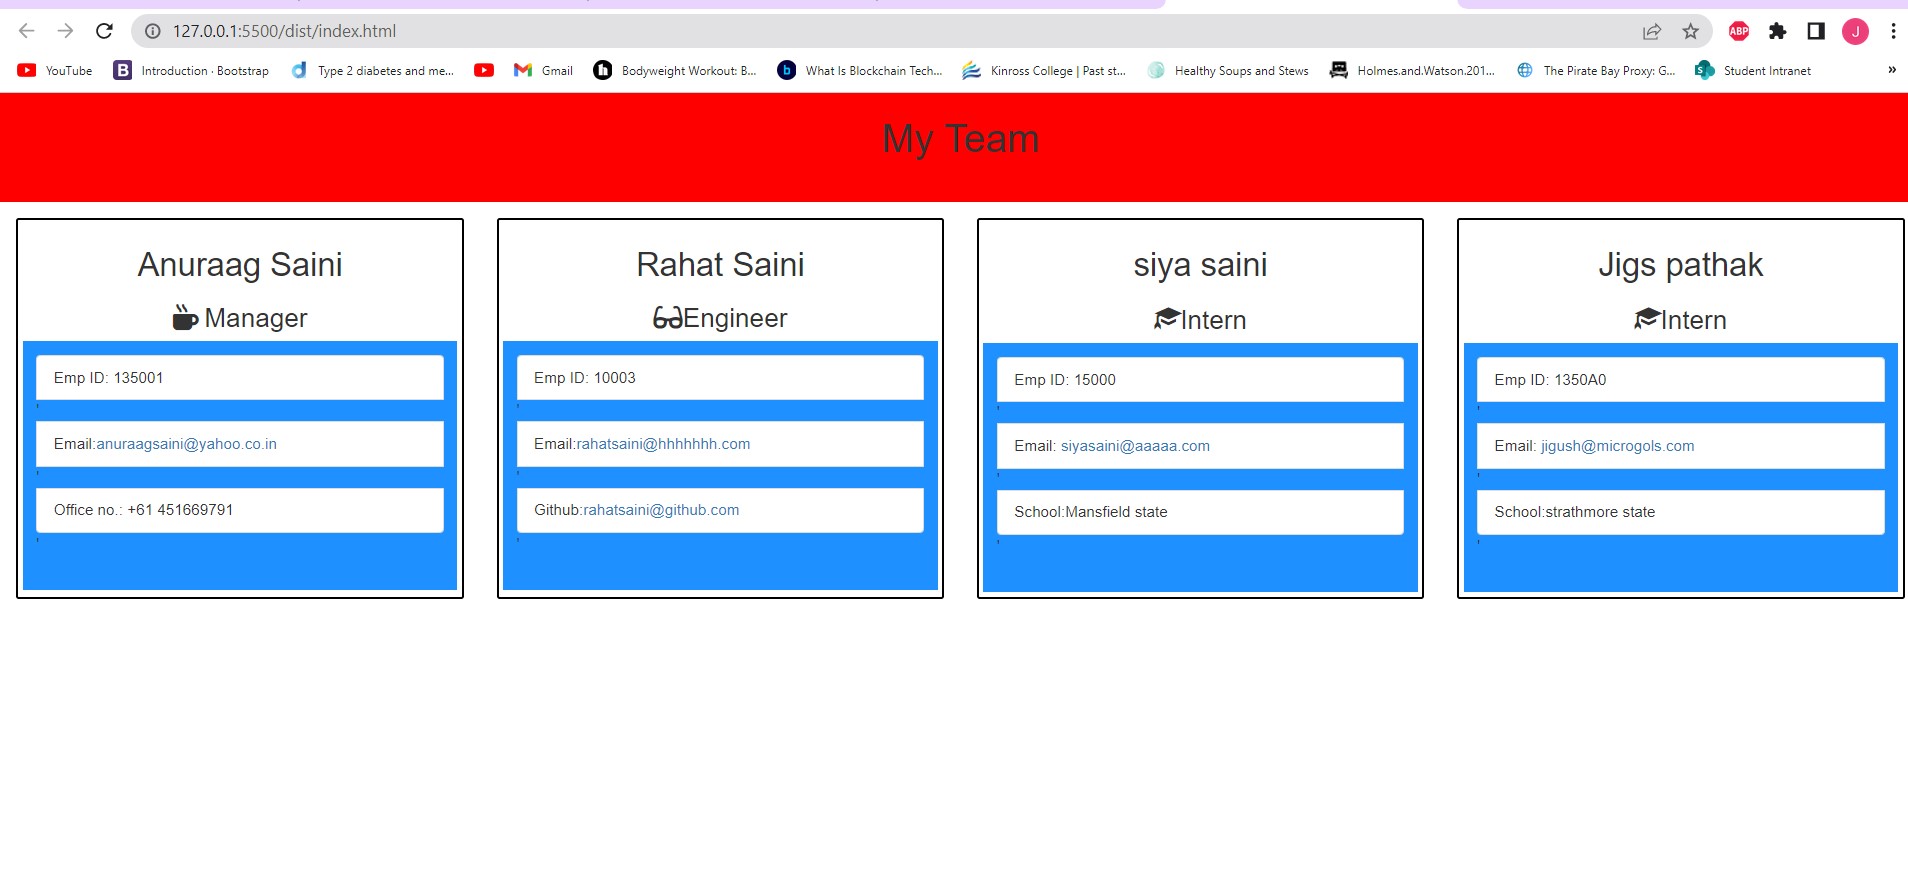 127.0.0.1:5500/dist/index.html
ABP
J
YouTube
B Introduction · Bootstrap
d Type 2 diabetes and me...
Gmail
h Bodyweight Workout: B...
b What Is Blockchain Tech...
Kinross College | Past st...
Healthy Soups and Stews
Holmes.and.Watson.201...
The Pirate Bay Proxy: G...
S Student Intranet
»
My Team
Anuraag Saini
Manager
Emp ID: 135001
'
Email:anuraagsaini@yahoo.co.in
'
Office no.: +61 451669791
'
Rahat Saini
Engineer
Emp ID: 10003
'
Email:rahatsaini@hhhhhhh.com
'
Github:rahatsaini@github.com
'
siya saini
Intern
Emp ID: 15000
'
Email: siyasaini@aaaaa.com
'
School:Mansfield state
'
Jigs pathak
Intern
Emp ID: 1350A0
'
Email: jigush@microgols.com
'
School:strathmore state
'